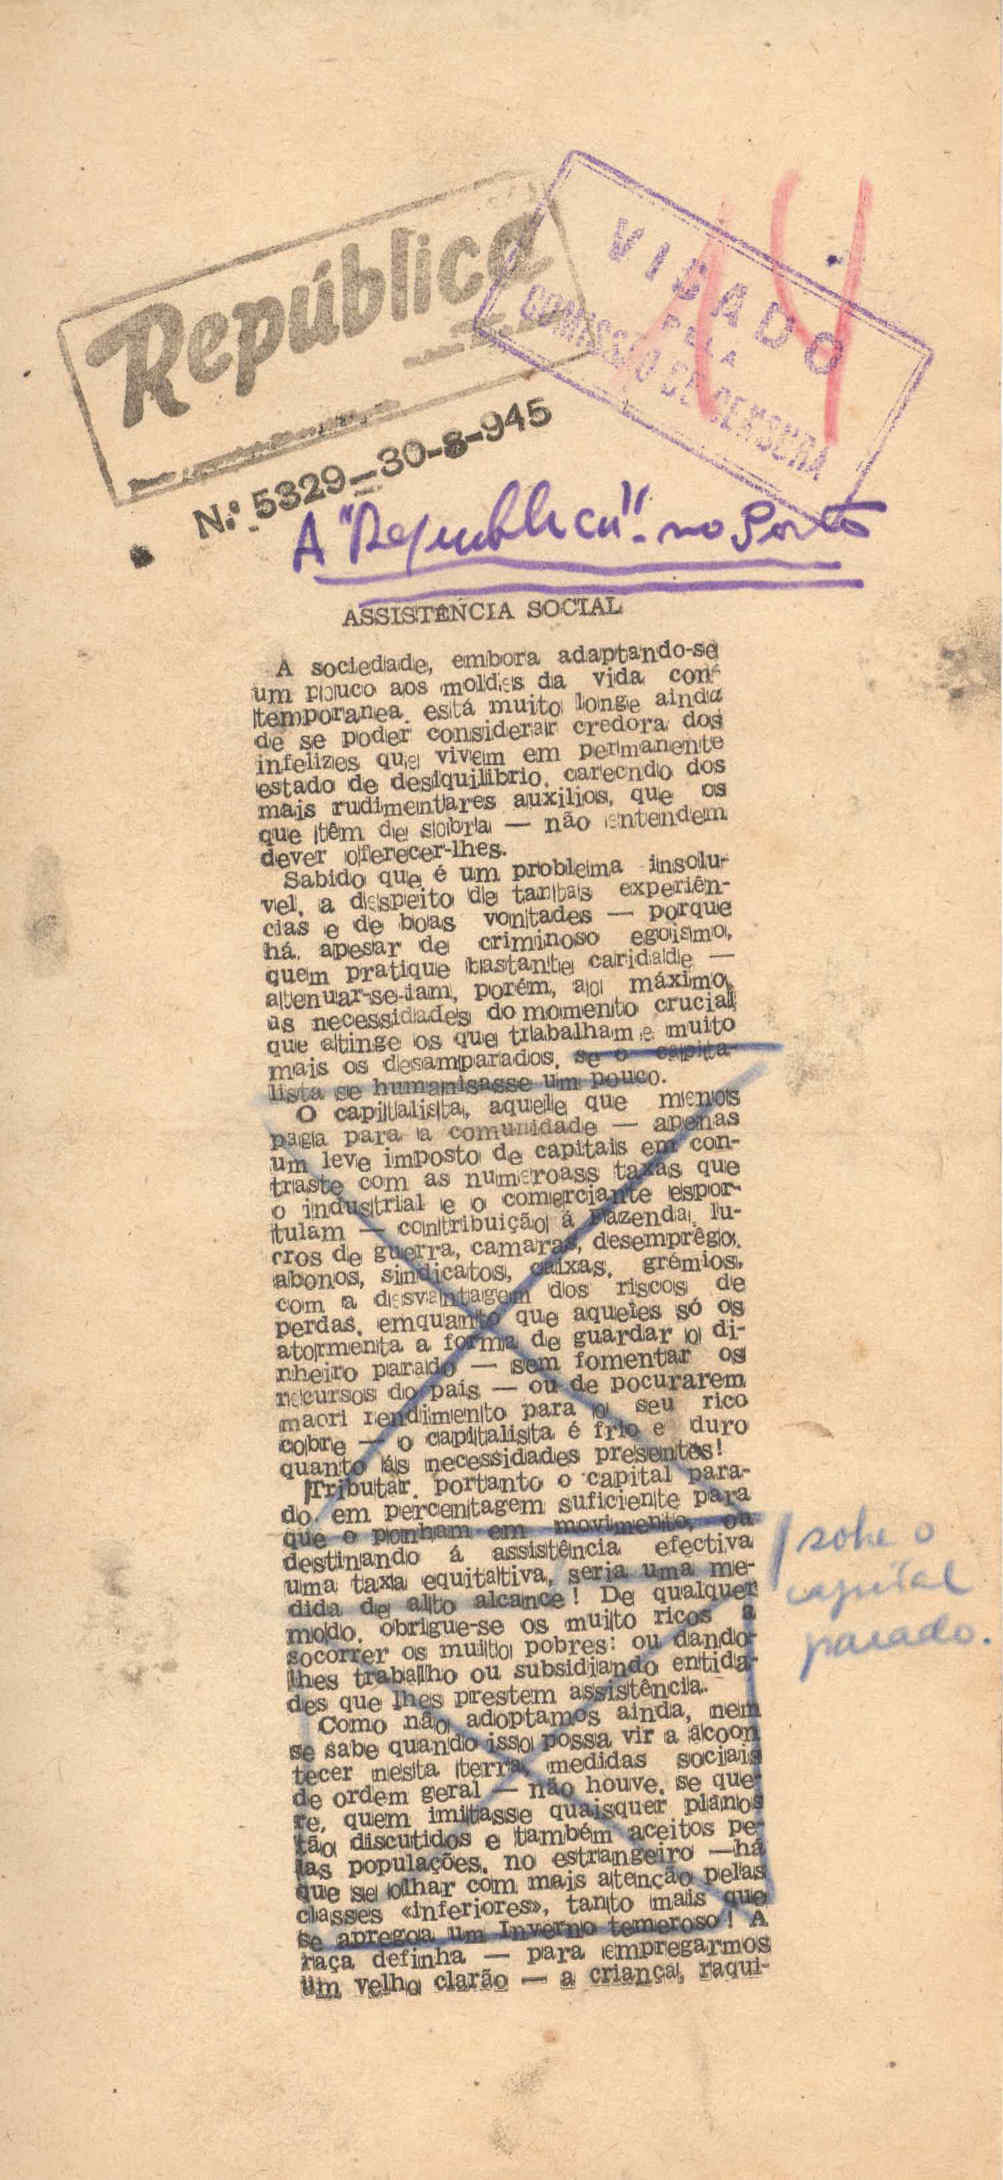 República
VISADO
PELA
COMISSÃO DE CENSURA
14
N.º 5329-30-8-945
A "Republica" no Porto
ASSISTÊNCIA SOCIAL
A sociedade, embora adaptando-se
um pouco aos moldes da vida con-
temporanea, está muito longe ainda
de se poder considerar credora dos
infelizes que vivem em permanente
estado de desiquilibrio, carecndo dos
mais rudimentares auxilios, que os
que têm de sobra — não entendem
dever oferecer-lhes.
Sabido que é um problema insolu-
vel, a despeito de tantas experiên-
cias e de boas vontades — porque
há, apesar de criminoso egoismo,
quem pratique bastante caridade —
atenuar-se-iam, porém, ao máximo,
as necessidades do momento crucial
que atinge os que trabalham e muito
mais os desamparados, se o capita-
lista se humanisasse um pouco.
O capitalista, aquele que menos
paga para a comunidade — apenas
um leve imposto de capitais em con-
traste com as numeroass taxas que
o industrial e o comerciante espor-
tulam — contribuição á Fazenda, lu-
cros de guerra, camaras, desemprêgo,
abonos, sindicatos, caixas, grémios,
com a desvantagem dos riscos de
perdas, emquanto que aqueles só os
atormenta a forma de guardar o di-
nheiro parado — sem fomentar os
recursos do país — ou de pocurarem
maori rendimento para o seu rico
cobre — o capitalista é frio e duro
quanto ás necessidades presentes!
Tributar, portanto o capital para-
do, em percentagem suficiente para
que o ponham em movimento, ou
destinando á assistência efectiva
uma taxa equitativa, seria uma me-
dida de alto alcance! De qualquer
modo, obrigue-se os muito ricos a
socorrer os muito pobres: ou dando-
lhes trabalho ou subsidiando entida-
des que lhes prestem assistência.
sobre o
capital
parado.
Como não adoptamos ainda, nem
se sabe quando isso possa vir a acoon
tecer nesta terra, medidas sociais
de ordem geral — não houve, se que-
re, quem imitasse quaisquer planos
tão discutidos e também aceitos pe-
las populações, no estrangeiro —há
que se olhar com mais atenção pelas
classes «inferiores», tanto mais que
se apregoa um Inverno temeroso! A
raça definha — para empregarmos
um velho clarão — a criança, raqui-